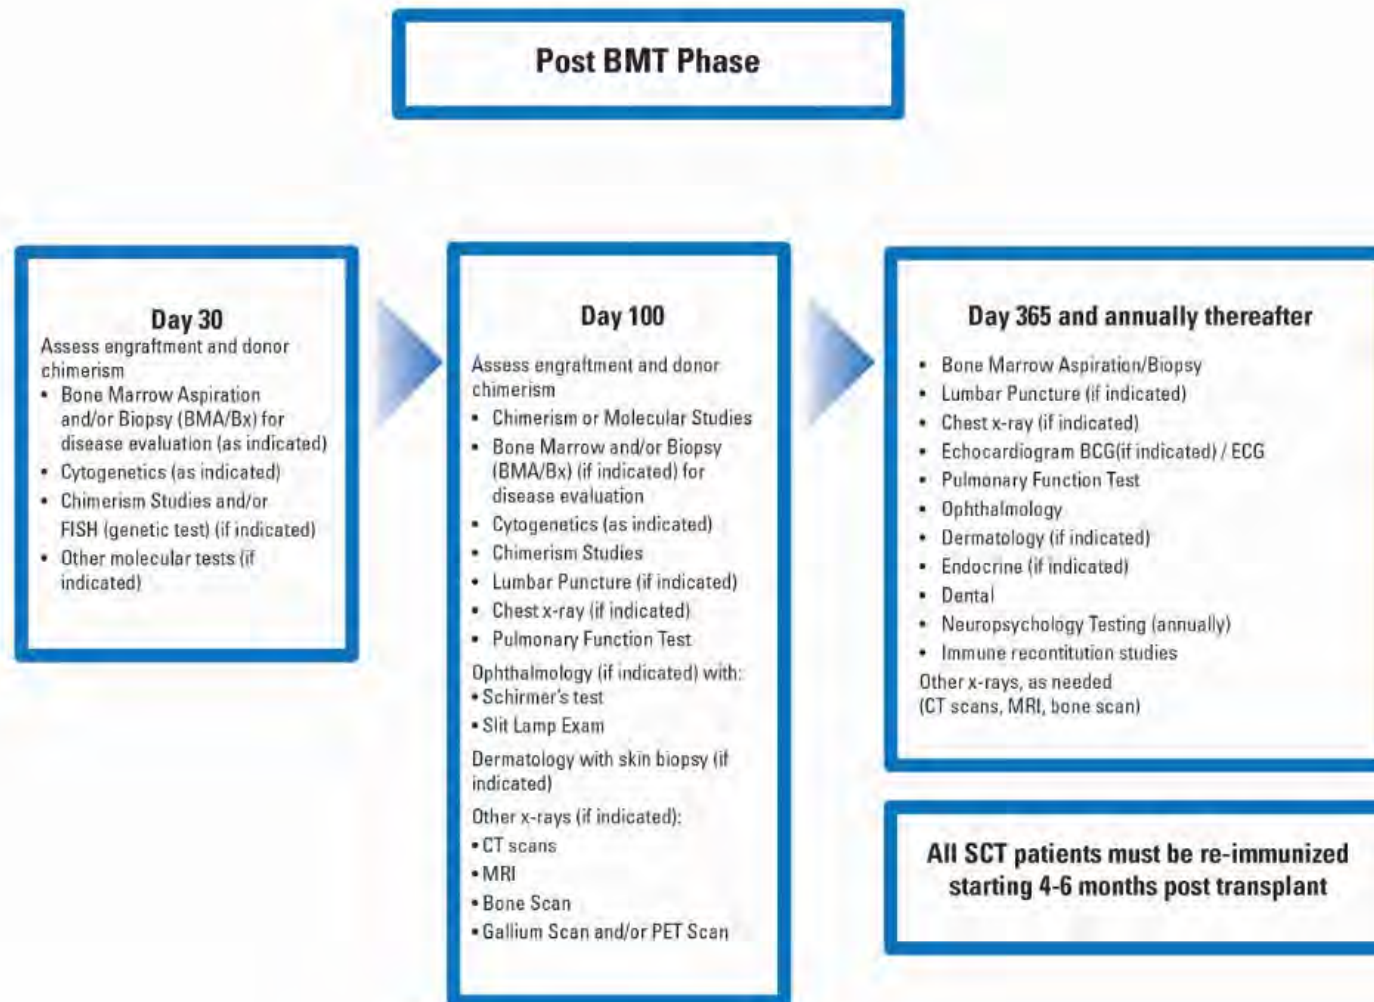 Post BMT Phase
Day 30
Assess engraftment and donor
chimerism
• Bone Marrow Aspiration
and/or Biopsy (BMA/Bx) for
disease evaluation (as indicated)
• Cytogenetics (as indicated)
• Chimerism Studies and/or
FISH (genetic test) (if indicated)
• Other molecular tests (if
indicated)
Day 100
Assess engraftment and donor
chimerism
• Chimerism or Molecular Studies
• Bone Marrow and/or Biopsy
(BMA/Bx) (if indicated) for
disease evaluation
• Cytogenetics (as indicated)
• Chimerism Studies
• Lumbar Puncture (if indicated)
• Chest x-ray (if indicated)
• Pulmonary Function Test
Ophthalmology (if indicated) with:
• Schirmer's test
• Slit Lamp Exam
Dermatology with skin biopsy (if
indicated)
Other x-rays (if indicated):
• CT scans
• MRI
• Bone Scan
• Gallium Scan and/or PET Scan
Day 365 and annually thereafter
• Bone Marrow Aspiration/Biopsy
• Lumbar Puncture (if indicated)
• Chest x-ray (if indicated)
• Echocardiogram BCG(if indicated) / ECG
• Pulmonary Function Test
• Ophthalmology
• Dermatology (if indicated)
• Endocrine (if indicated)
• Dental
• Neuropsychology Testing (annually)
• Immune recontitution studies
Other x-rays, as needed
(CT scans, MRI, bone scan)
All SCT patients must be re-immunized
starting 4-6 months post transplant